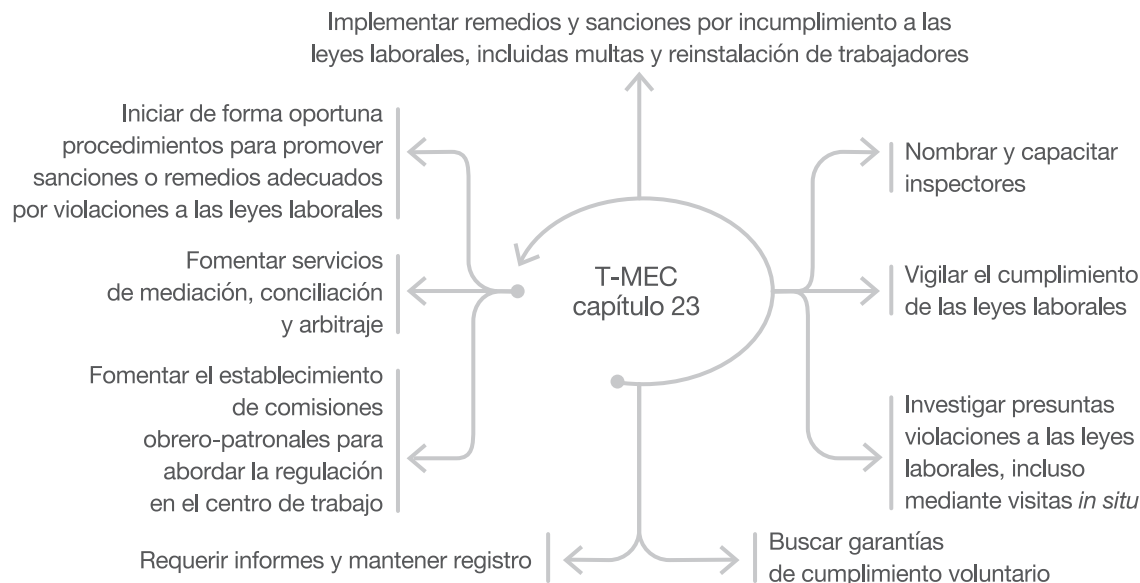 Implementar remedios y sanciones por incumplimiento a las
leyes laborales, incluidas multas y reinstalación de trabajadores
Iniciar de forma oportuna
procedimientos para promover
sanciones o remedios adecuados
por violaciones a las leyes laborales
Fomentar servicios
de mediación, conciliación
y arbitraje
Fomentar el establecimiento
de comisiones
obrero-patronales para
abordar la regulación
en el centro de trabajo
T-MEC
capítulo 23
Nombrar y capacitar
inspectores
Vigilar el cumplimiento
de las leyes laborales
Investigar presuntas
violaciones a las leyes
laborales, incluso
mediante visitas in situ
Requerir informes y mantener registro
Buscar garantías
de cumplimiento voluntario